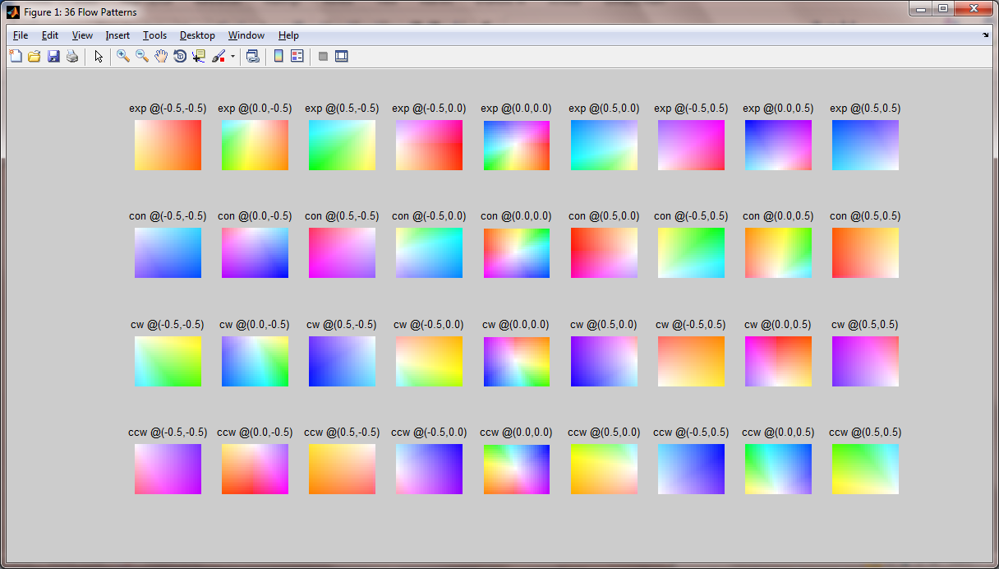 Figure 1: 36 Flow Patterns
File Edit View Insert Tools Desktop Window Help
exp @(-0.5,-0.5) exp @(0.0,-0.5) exp @(0.5,-0.5) exp @(-0.5,0.0) exp @(0.0,0.0) exp @(0.5,0.0) exp @(-0.5,0.5) exp @(0.0,0.5) exp @(0.5,0.5)
con @(-0.5,-0.5) con @(0.0,-0.5) con @(0.5,-0.5) con @(-0.5,0.0) con @(0.0,0.0) con @(0.5,0.0) con @(-0.5,0.5) con @(0.0,0.5) con @(0.5,0.5)
cw @(-0.5,-0.5) cw @(0.0,-0.5) cw @(0.5,-0.5) cw @(-0.5,0.0) cw @(0.0,0.0) cw @(0.5,0.0) cw @(-0.5,0.5) cw @(0.0,0.5) cw @(0.5,0.5)
ccw @(-0.5,-0.5) ccw @(0.0,-0.5) ccw @(0.5,-0.5) ccw @(-0.5,0.0) ccw @(0.0,0.0) ccw @(0.5,0.0) ccw @(-0.5,0.5) ccw @(0.0,0.5) ccw @(0.5,0.5)